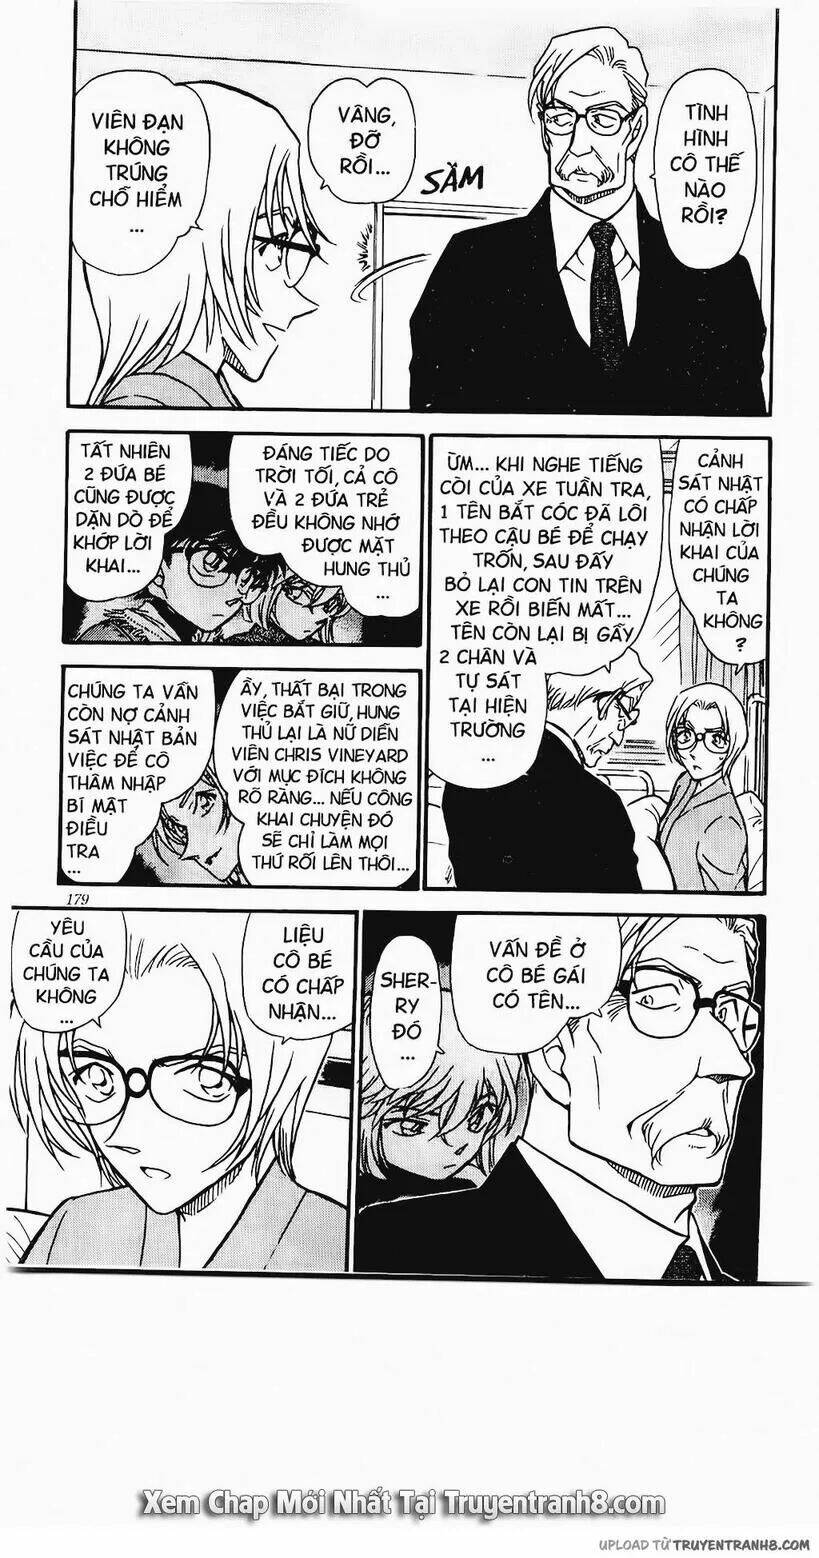 TÌNH
HÌNH
CÓ THẾ
NÀO
RỒI?
SẦM
VÂNG,
ĐỠ
RỒI...
VIÊN ĐẠN
KHÔNG
TRÚNG
CHỖ HIỂM
...
CẢNH
SÁT NHẬT
CÓ CHẤP
NHẬN LỜI
KHAI CỦA
CHÚNG
TA
KHÔNG
?
ỪM... KHI NGHE TIẾNG
CÒI CỦA XE TUẦN TRA,
1 TÊN BẮT CÓC ĐÃ LÔI
THEO CẬU BÉ ĐỂ CHẠY
TRỐN, SAU ĐẤY
BỎ LẠI CON TIN TRÊN
XE RỒI BIẾN MẤT...
TÊN CÒN LẠI BỊ GẪY
2 CHÂN VÀ
TỰ SÁT
TẠI HIỆN
TRƯỜNG
...
ĐÁNG TIẾC DO
TRỜI TỐI, CẢ CÔ
VÀ 2 ĐỨA TRẺ
ĐỀU KHÔNG NHỚ
ĐƯỢC MẶT
HUNG THỦ
...
TẤT NHIÊN
2 ĐỨA BÉ
CŨNG ĐƯỢC
DẶN DÒ ĐỂ
KHỚP LỜI
KHAI...
ẦY, THẤT BẠI TRONG
VIỆC BẮT GIỮ, HUNG
THỦ LẠI LÀ NỮ DIỄN
VIÊN CHRIS VINEYARD
VỚI MỤC ĐÍCH KHÔNG
RÕ RÀNG... NẾU CÔNG
KHAI CHUYỆN ĐÓ
SẼ CHỈ LÀM MỌI
THỨ RỐI LÊN THÔI...
CHÚNG TA VẪN
CÒN NỢ CẢNH
SÁT NHẬT BẢN
VIỆC ĐỂ CÔ
THÂM NHẬP
BÍ MẬT
ĐIỀU
TRA
...
179
VẤN ĐỀ Ở
CÔ BÉ GÁI
CÓ TÊN...
SHER-
RY
ĐÓ
...
LIỆU
CÔ BÉ
CÓ CHẤP
NHẬN...
YÊU
CẦU CỦA
CHÚNG TA
KHÔNG
...
Xem Chap Mới Nhất Tại Truyentranh8.com
UPLOAD TỪ TRUYENTRANH8.COM